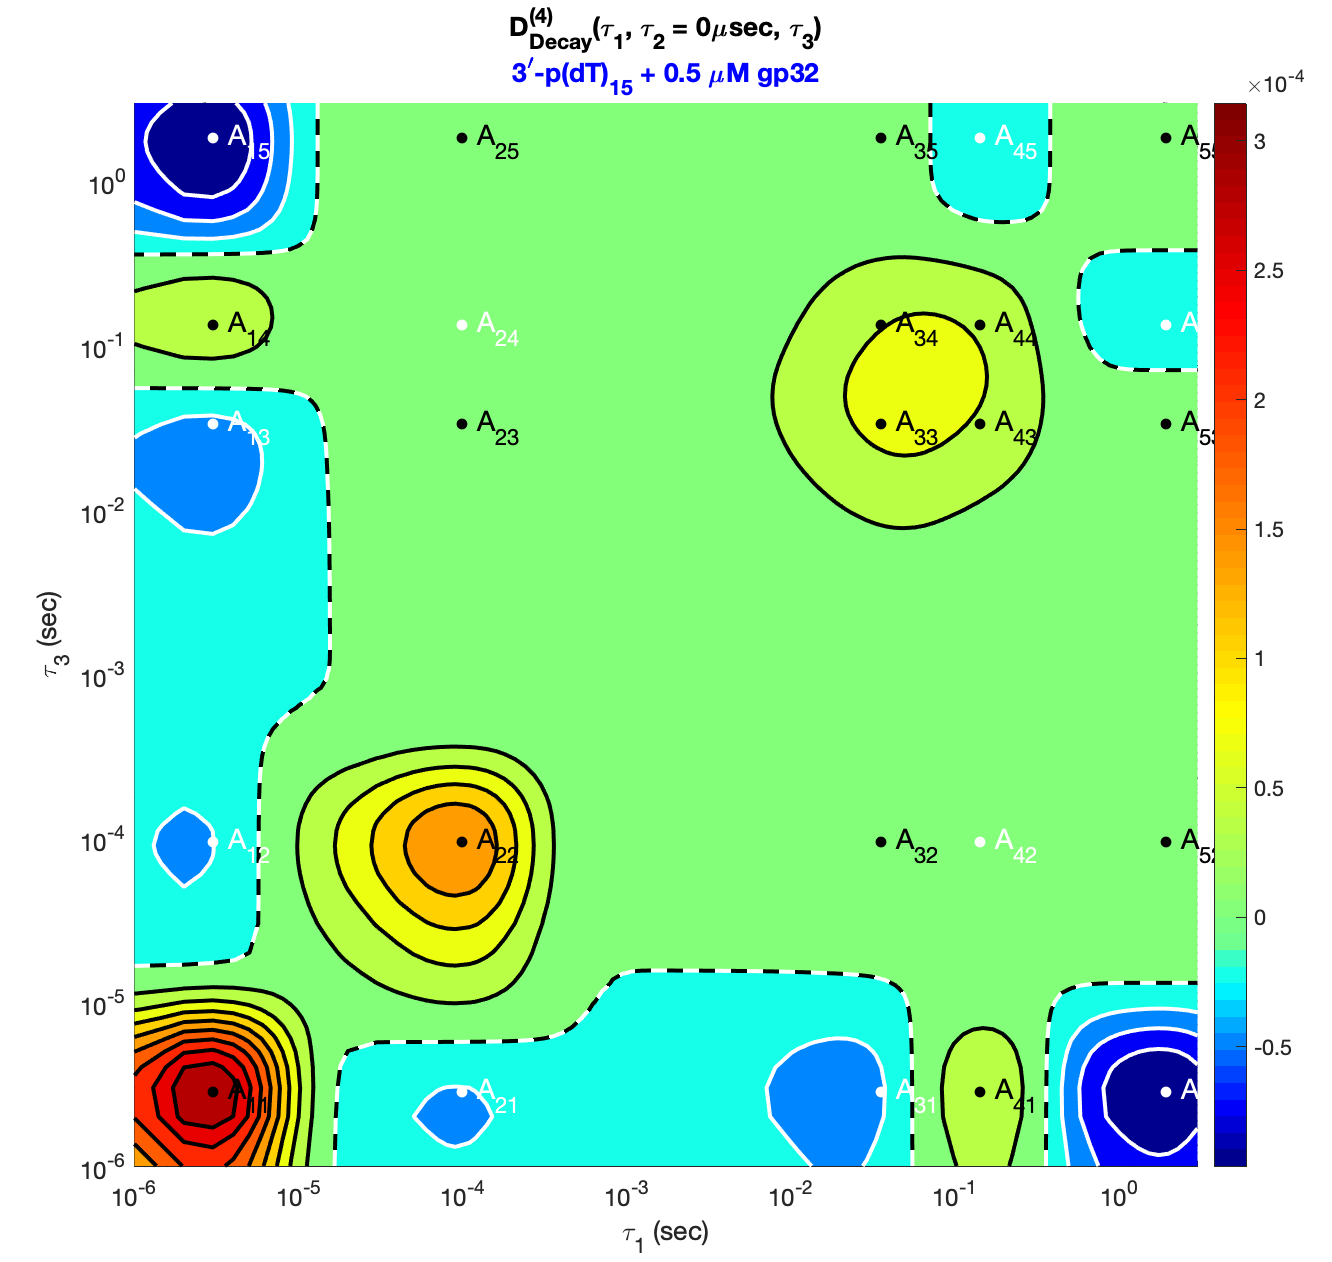 D(4)Decay(τ1, τ2 = 0μsec, τ3)
3′-p(dT)15 + 0.5 μM gp32
×10-4
A15 A25 A35 A45 A55
A14 A24 A34 A44 A
A13 A23 A33 A43 A53
A12 A22 A32 A42 A52
A11 A21 A31 A41 A
100
10-1
10-2
10-3
10-4
10-5
10-6
τ3 (sec)
10-6 10-5 10-4 10-3 10-2 10-1 100
τ1 (sec)
3
2.5
2
1.5
1
0.5
0
-0.5